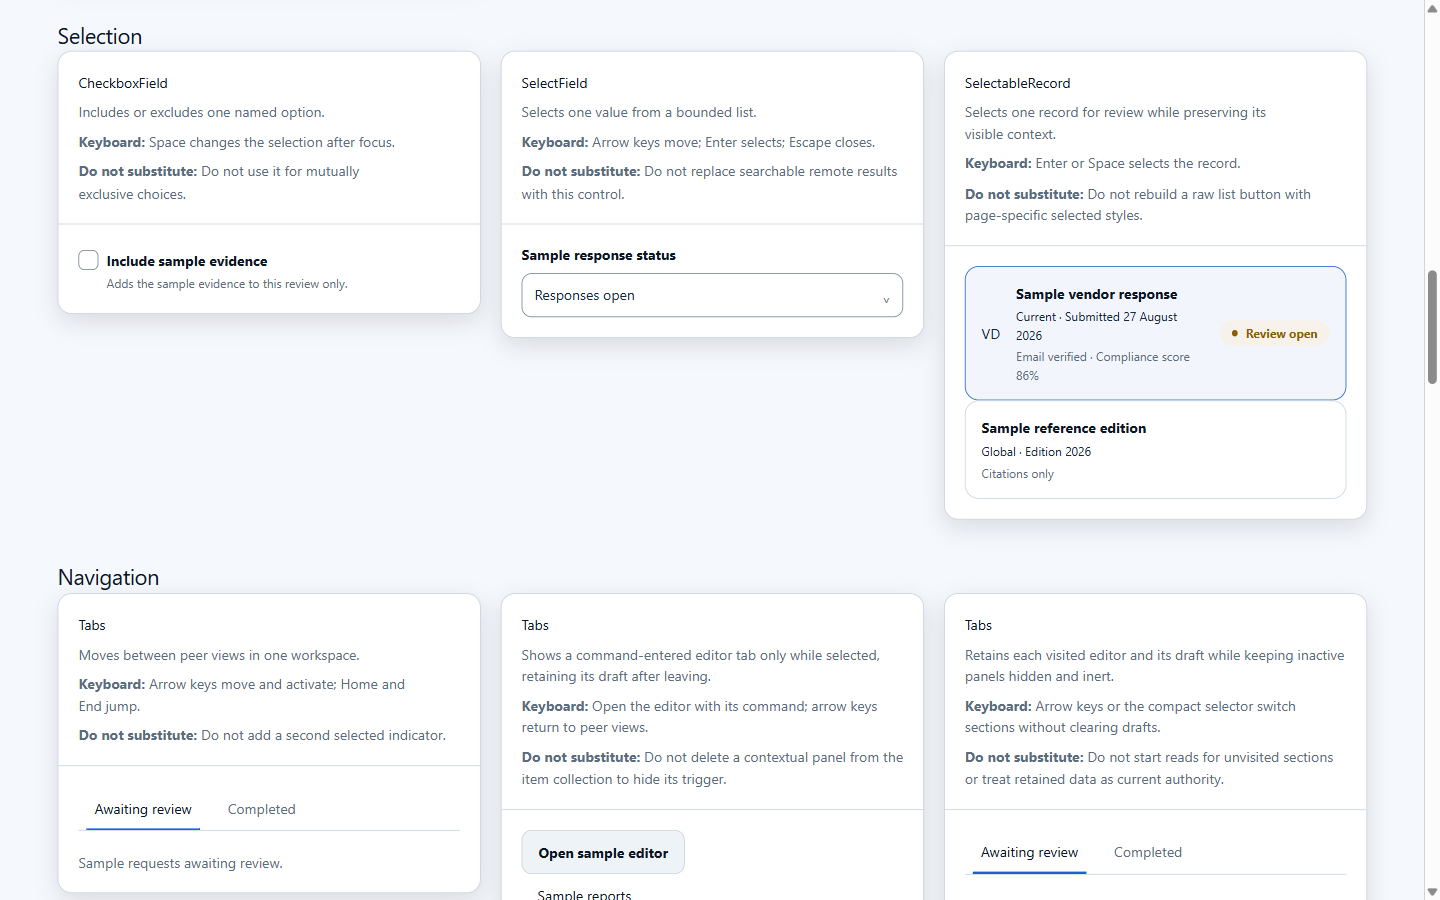 Selection
CheckboxField
Includes or excludes one named option.
Keyboard: Space changes the selection after focus.
Do not substitute: Do not use it for mutually
exclusive choices.
Include sample evidence
Adds the sample evidence to this review only.
SelectField
Selects one value from a bounded list.
Keyboard: Arrow keys move; Enter selects; Escape closes.
Do not substitute: Do not replace searchable remote results
with this control.
Sample response status
Responses open
v
SelectableRecord
Selects one record for review while preserving its
visible context.
Keyboard: Enter or Space selects the record.
Do not substitute: Do not rebuild a raw list button with
page-specific selected styles.
VD
Sample vendor response
Current · Submitted 27 August
2026
Email verified · Compliance score
86%
Review open
Sample reference edition
Global · Edition 2026
Citations only
Navigation
Tabs
Moves between peer views in one workspace.
Keyboard: Arrow keys move and activate; Home and
End jump.
Do not substitute: Do not add a second selected indicator.
Awaiting review
Completed
Sample requests awaiting review.
Tabs
Shows a command-entered editor tab only while selected,
retaining its draft after leaving.
Keyboard: Open the editor with its command; arrow keys
return to peer views.
Do not substitute: Do not delete a contextual panel from the
item collection to hide its trigger.
Open sample editor
Sample reports
Tabs
Retains each visited editor and its draft while keeping inactive
panels hidden and inert.
Keyboard: Arrow keys or the compact selector switch
sections without clearing drafts.
Do not substitute: Do not start reads for unvisited sections
or treat retained data as current authority.
Awaiting review
Completed